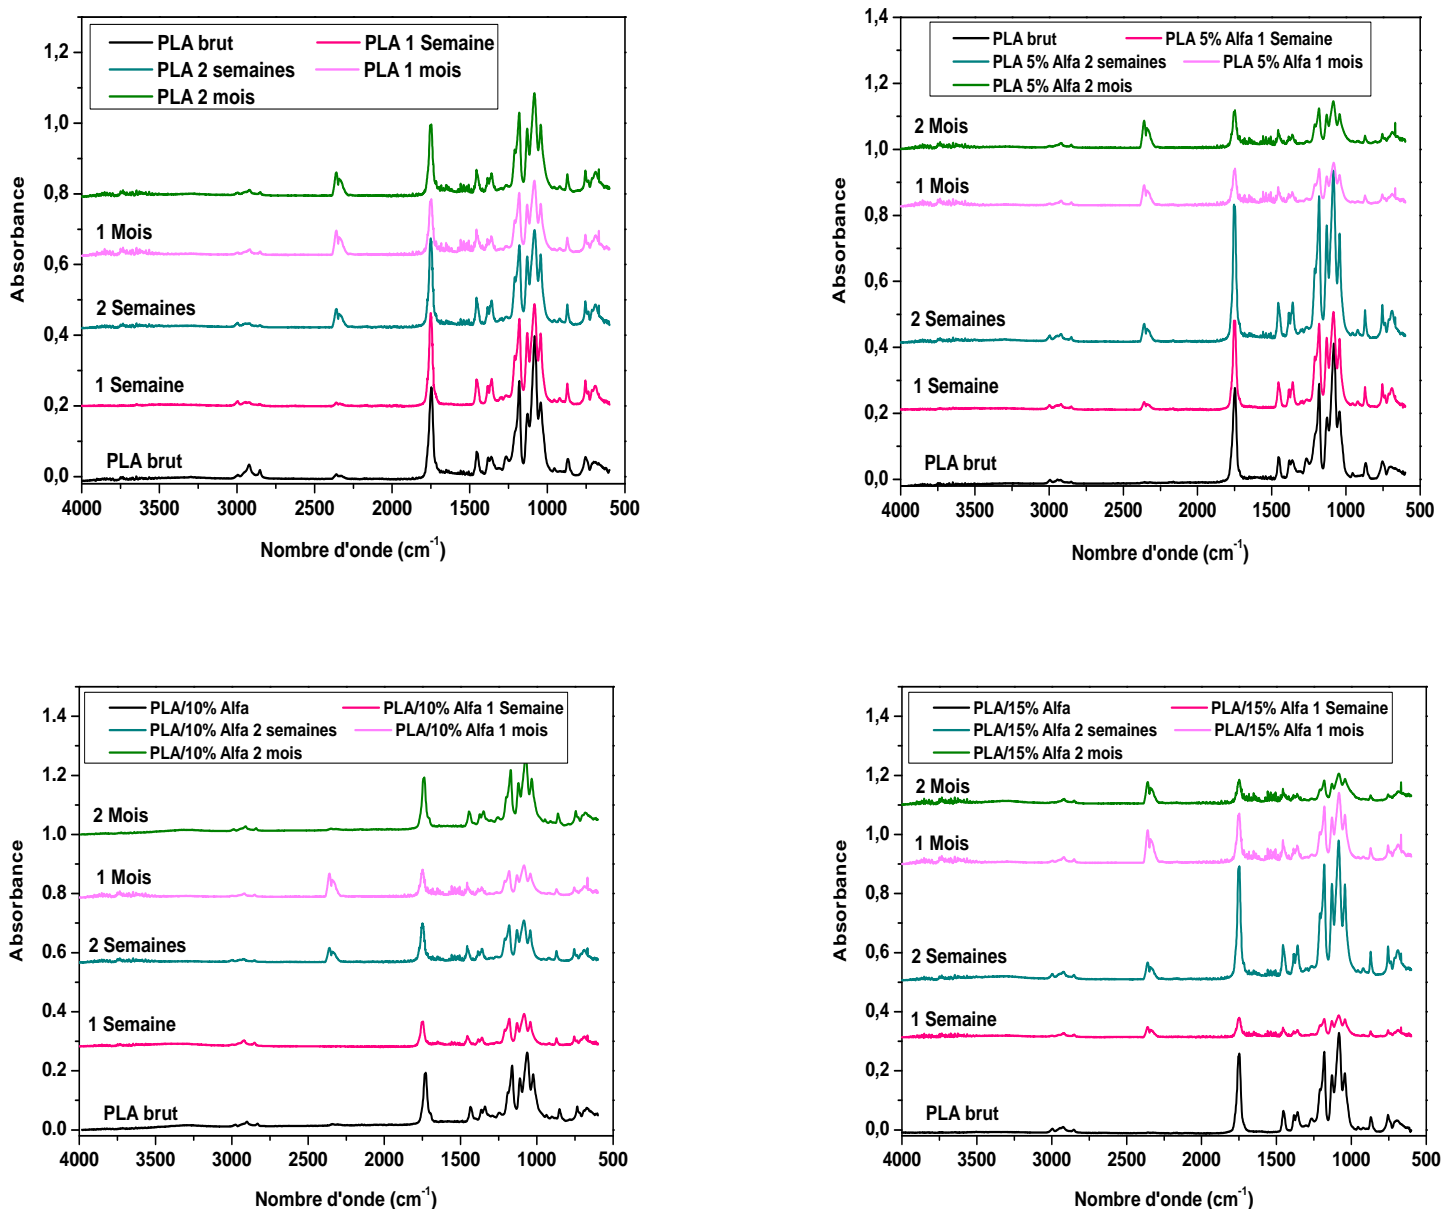 PLA brut PLA 1 Semaine
PLA 2 semaines PLA 1 mois
PLA 2 mois
1,2
1,0
0,8
0,6
0,4
0,2
0,0
1 Mois
2 Semaines
1 Semaine
PLA brut
4000 3500 3000 2500 2000 1500 1000 500
Absorbance
Nombre d'onde (cm-1)
PLA brut PLA 5% Alfa 1 Semaine
PLA 5% Alfa 2 semaines PLA 5% Alfa 1 mois
PLA 5% Alfa 2 mois
1,4
1,2
1,0
0,8
0,6
0,4
0,2
0,0
2 Mois
1 Mois
2 Semaines
1 Semaine
PLA brut
4000 3500 3000 2500 2000 1500 1000 500
Absorbance
Nombre d'onde (cm-1)
PLA/10% Alfa PLA/10% Alfa 1 Semaine
PLA/10% Alfa 2 semaines PLA/10% Alfa 1 mois
PLA/10% Alfa 2 mois
1.4
1.2
1.0
0.8
0.6
0.4
0.2
0.0
2 Mois
1 Mois
2 Semaines
1 Semaine
PLA brut
4000 3500 3000 2500 2000 1500 1000 500
Absorbance
Nombre d'onde (cm-1)
PLA/15% Alfa PLA/15% Alfa 1 Semaine
PLA/15% Alfa 2 semaines PLA/15% Alfa 1 mois
PLA/15% Alfa 2 mois
1,4
1,2
1,0
0,8
0,6
0,4
0,2
0,0
2 Mois
1 Mois
2 Semaines
1 Semaine
PLA brut
4000 3500 3000 2500 2000 1500 1000 500
Absorbance
Nombre d'onde (cm-1)